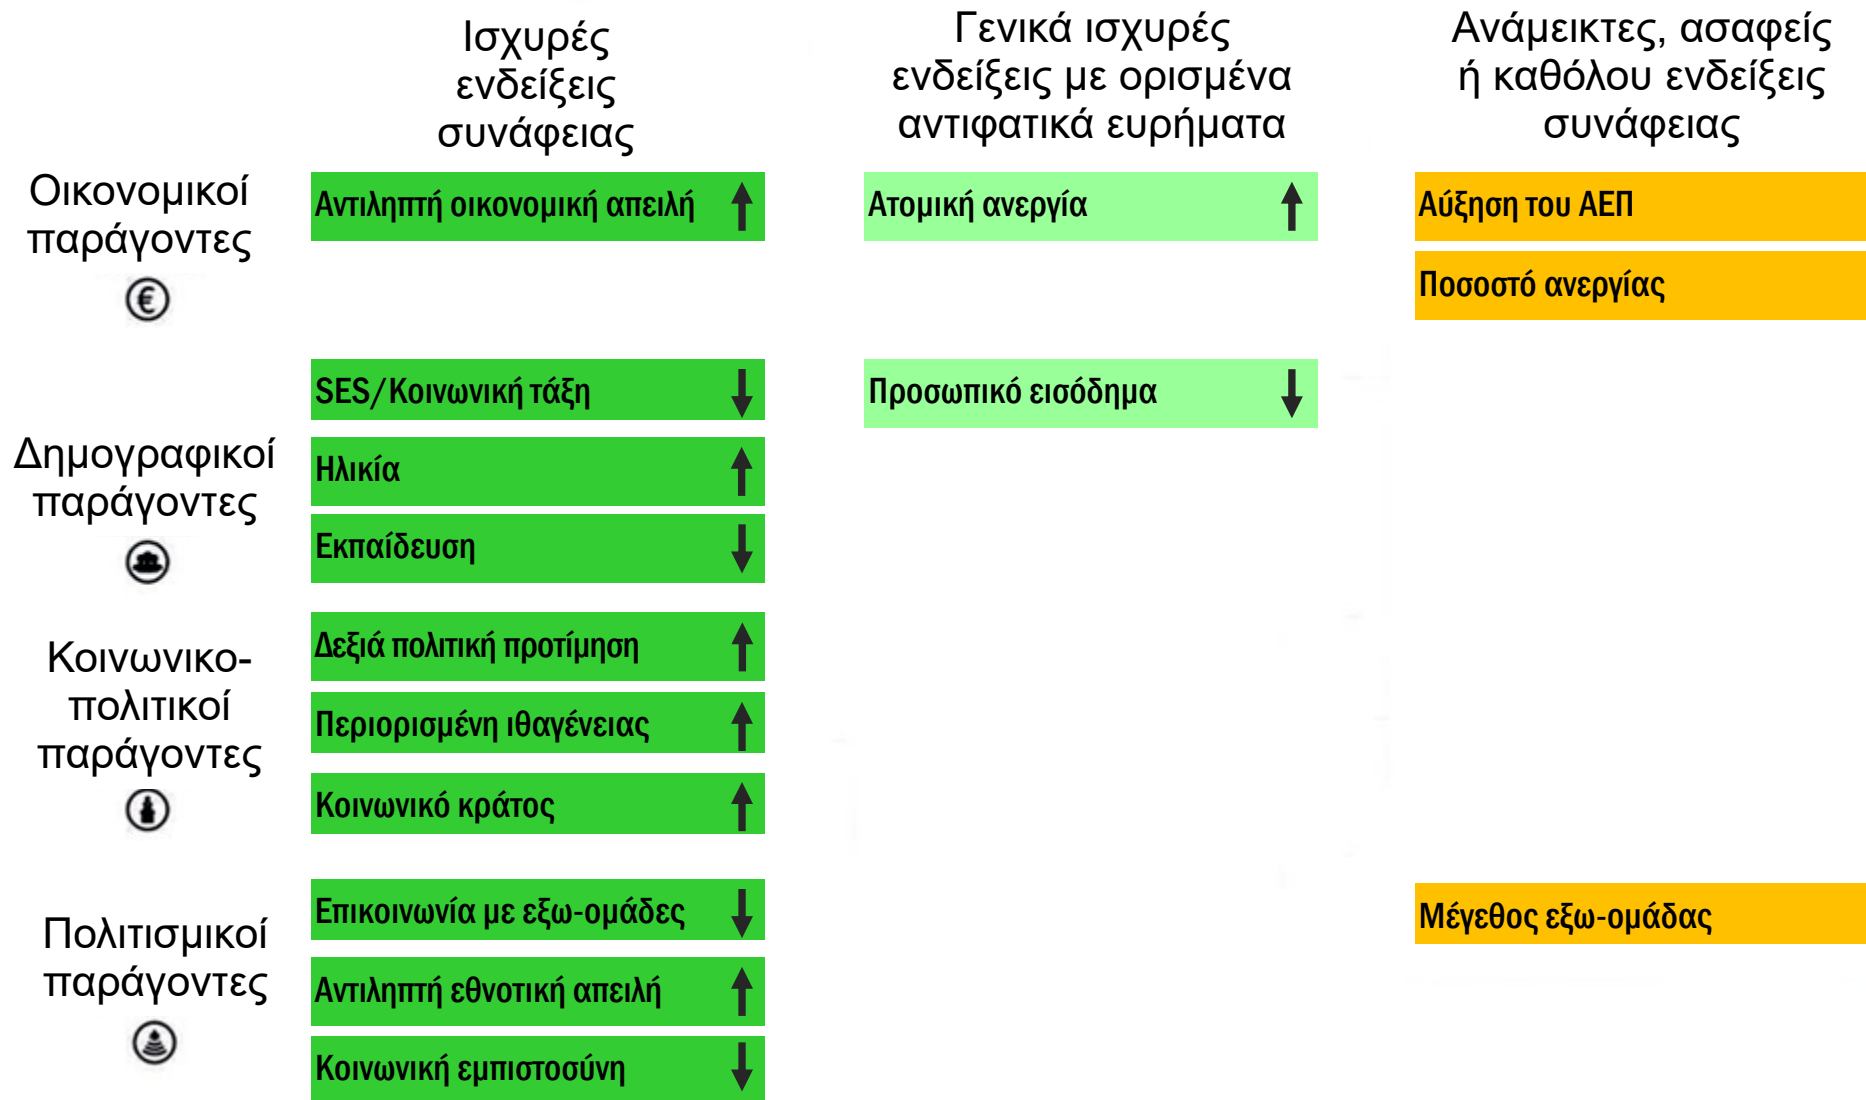 Ισχυρές
ενδείξεις
συνάφειας
Γενικά ισχυρές
ενδείξεις με ορισμένα
αντιφατικά ευρήματα
Ανάμεικτες, ασαφείς
ή καθόλου ενδείξεις
συνάφειας
Οικονομικοί
παράγοντες
Αντιληπτή οικονομική απειλή
Ατομική ανεργία
Αύξηση του ΑΕΠ
Ποσοστό ανεργίας
Δημογραφικοί
παράγοντες
SES/Κοινωνική τάξη
Προσωπικό εισόδημα
Ηλικία
Εκπαίδευση
Κοινωνικο-
πολιτικοί
παράγοντες
Δεξιά πολιτική προτίμηση
Περιορισμένη ιθαγένειας
Κοινωνικό κράτος
Πολιτισμικοί
παράγοντες
Επικοινωνία με εξω-ομάδες
Μέγεθος εξω-ομάδας
Αντιληπτή εθνοτική απειλή
Κοινωνική εμπιστοσύνη